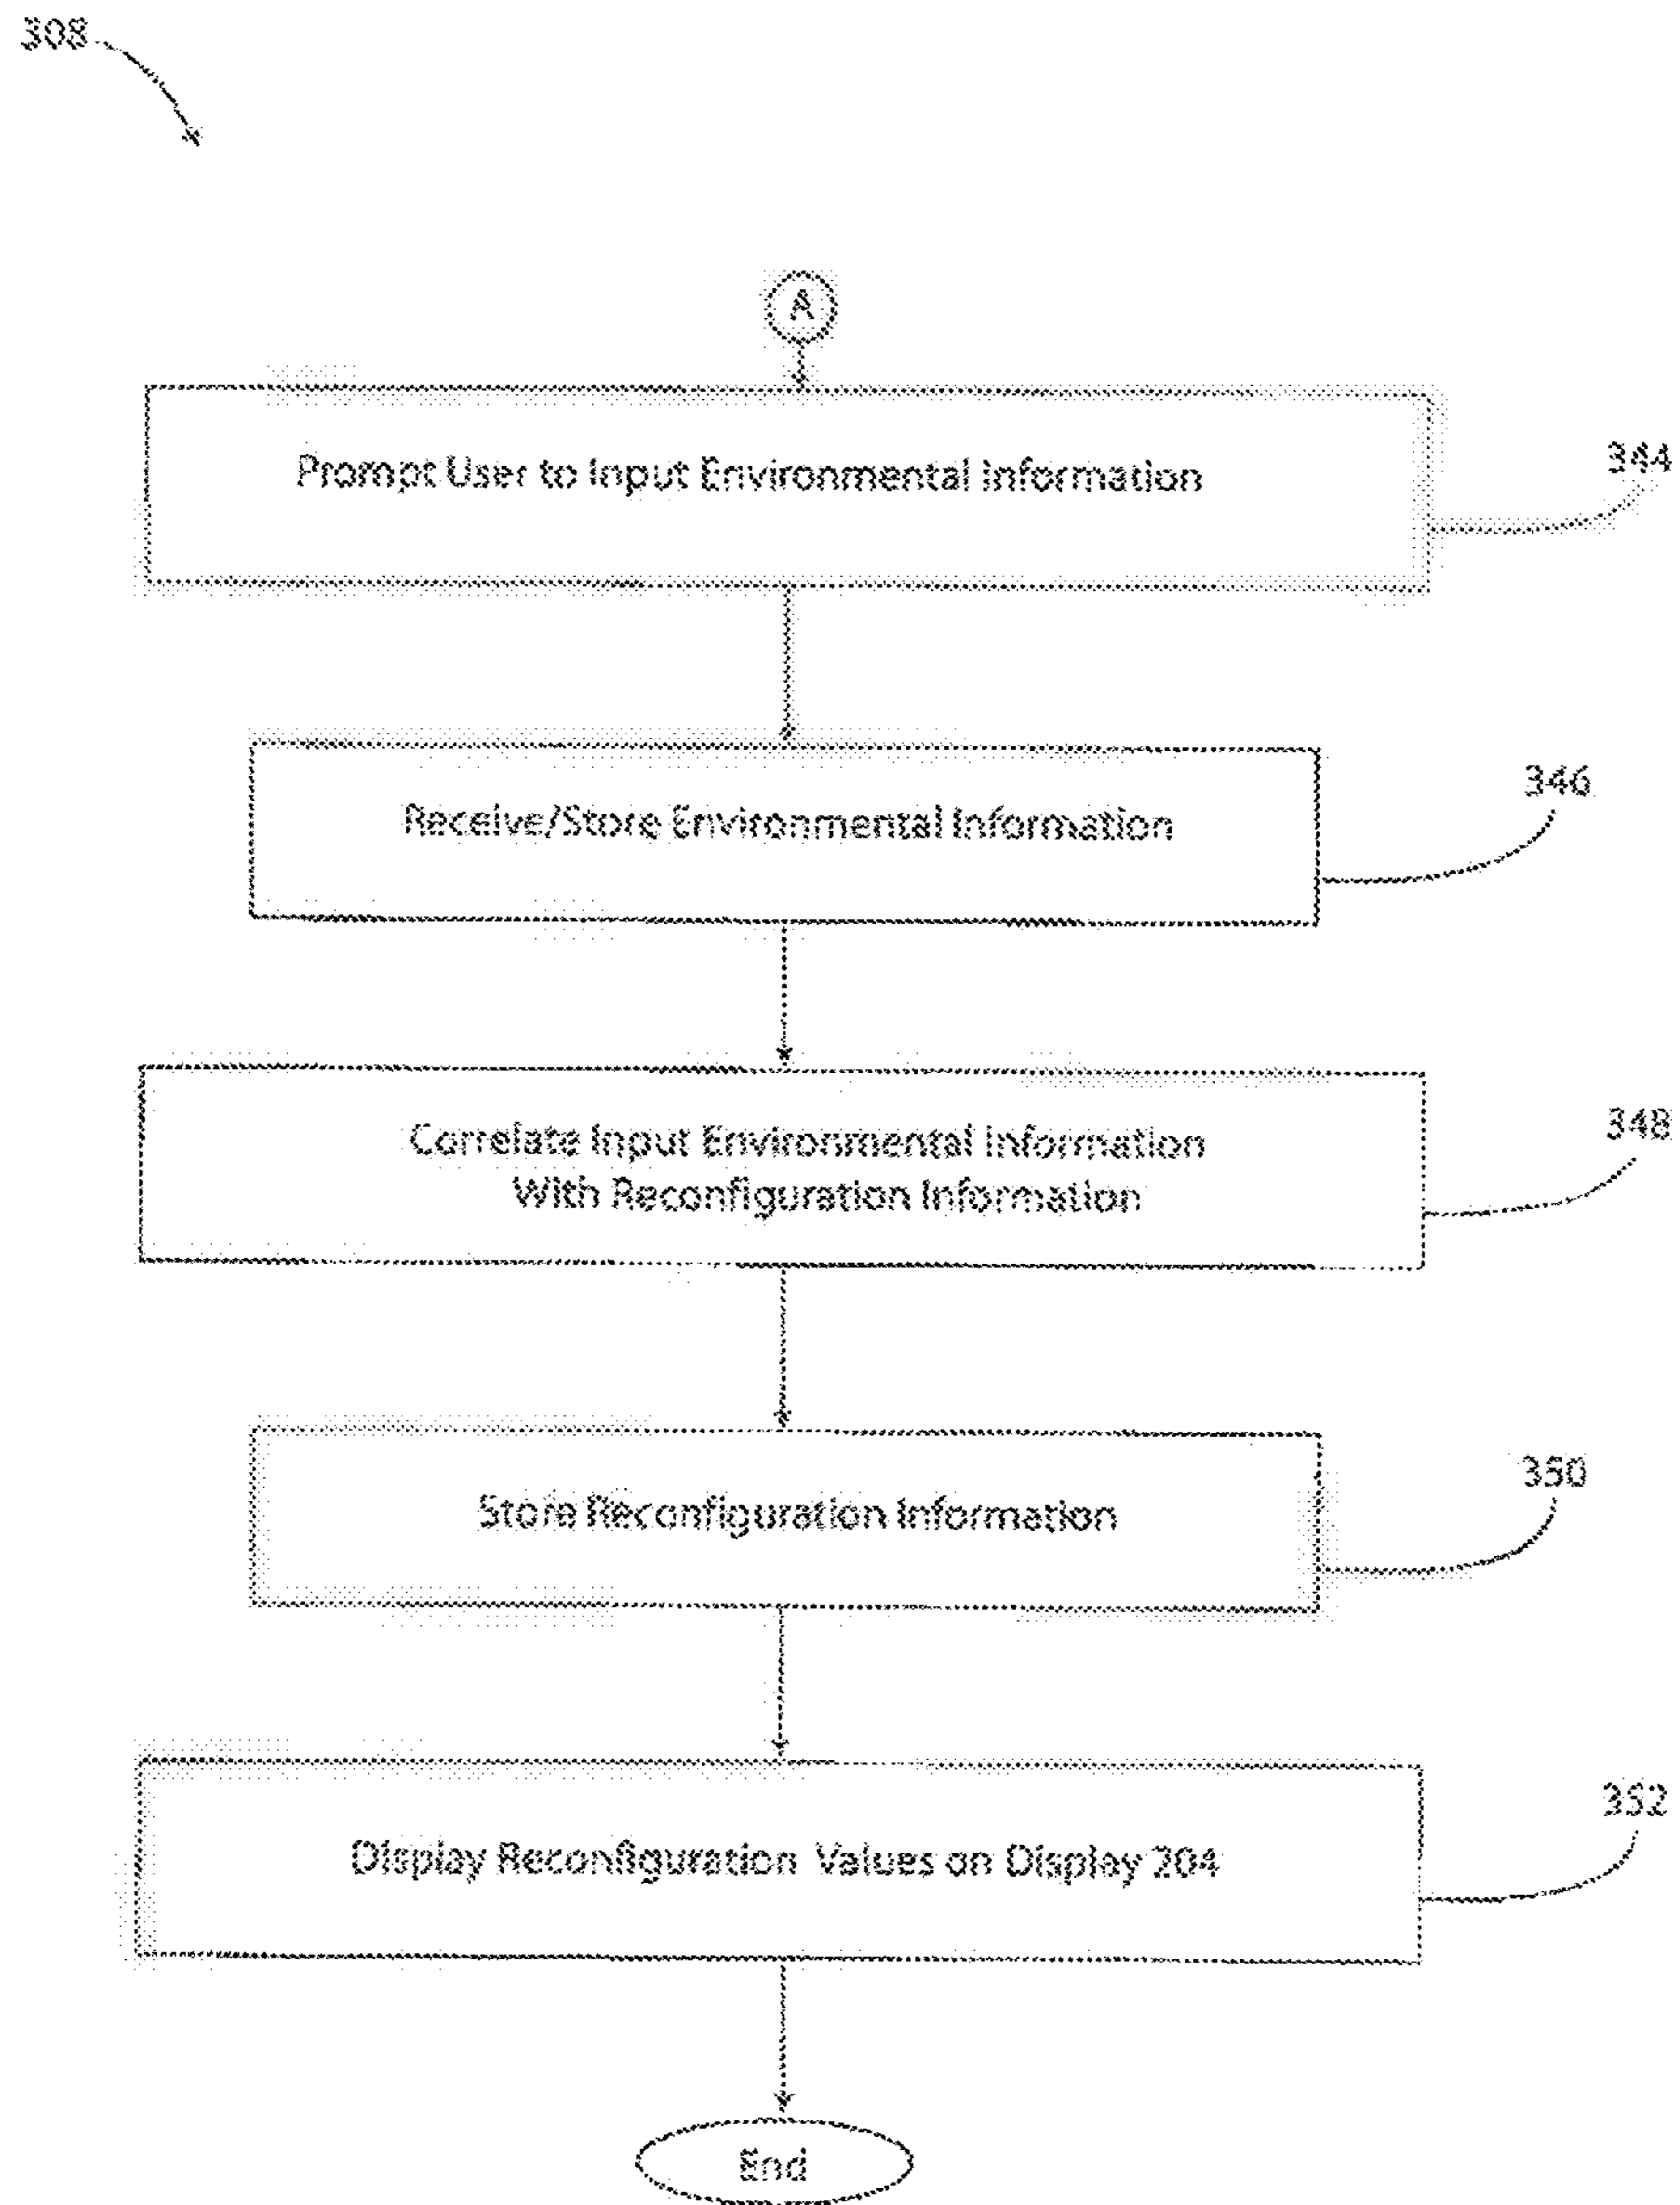 308
A
Prompt User to Input Environmental Information
344
346
Receive/Store Environmental Information
348
Correlate Input Environmental Information
With Reconfiguration Information
350
Store Reconfiguration Information
352
Display Reconfiguration Values on Display 204
End